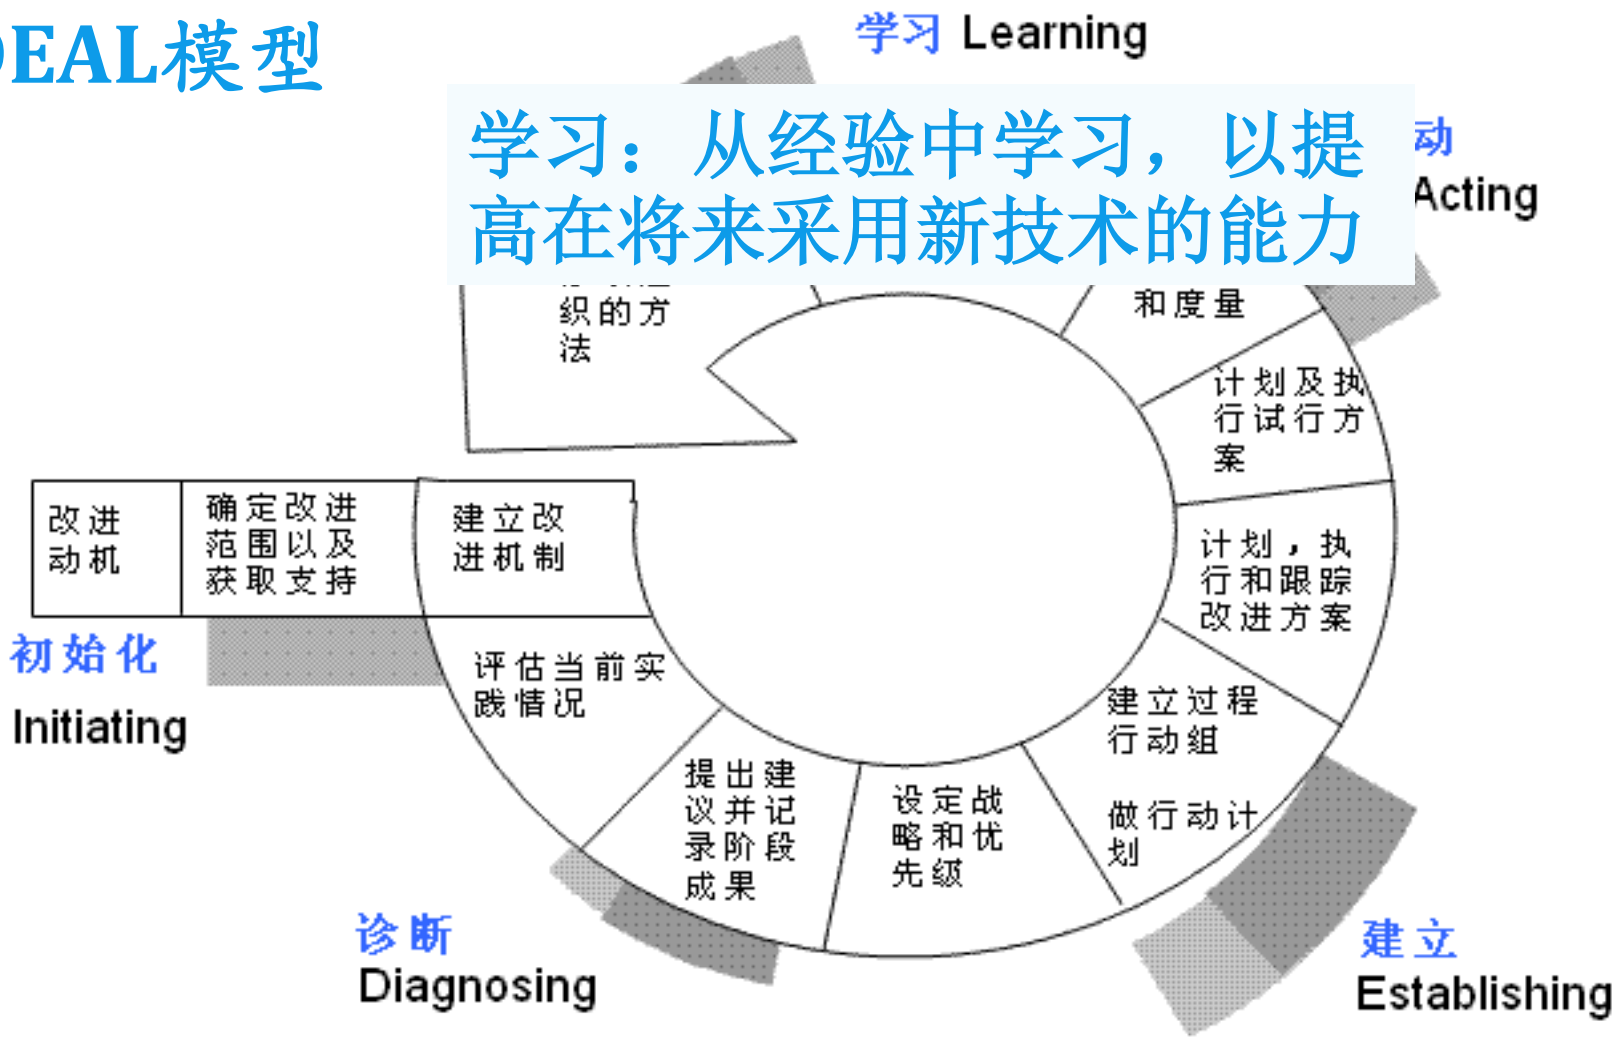 DEAL模型
学习 Learning
学习：从经验中学习，以提
高在将来采用新技术的能力
动
Acting
织的方
法
和度量
计划及执
行试行方
案
计划，执
行和跟踪
改进方案
建立过程
行动组
做行动计
划
设定战
略和优
先级
提出建
议并记
录阶段
成果
评估当前实
践情况
建立改
进机制
确定改进
范围以及
获取支持
改进
动机
初始化
Initiating
诊断
Diagnosing
建立
Establishing